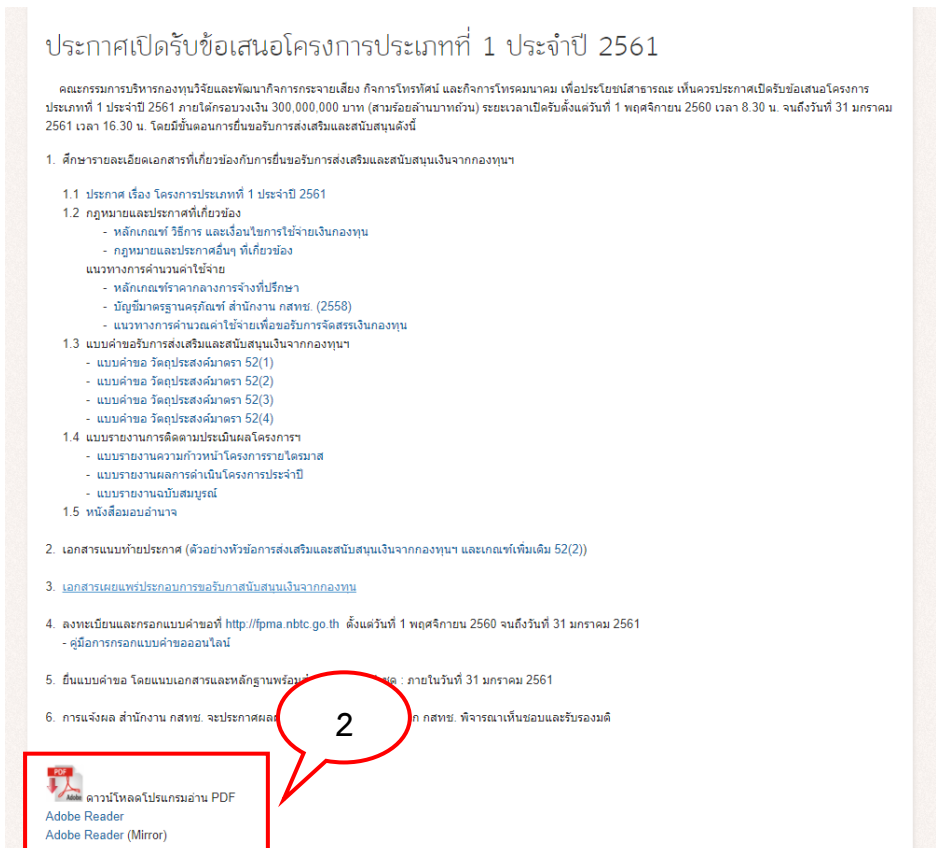 ประกาศเปิดรับข้อเสนอโครงการประเภทที่ 1 ประจำปี 2561
คณะกรรมการบริหารกองทุนวิจัยและพัฒนากิจการกระจายเสียง กิจการโทรทัศน์ และกิจการโทรคมนาคม เพื่อประโยชน์สาธารณะ เห็นควรประกาศเปิดรับข้อเสนอโครงการ
ประเภทที่ 1 ประจำปี 2561 ภายใต้กรอบวงเงิน 300,000,000 บาท (สามร้อยล้านบาทถ้วน) ระยะเวลาเปิดรับตั้งแต่วันที่ 1 พฤศจิกายน 2560 เวลา 8.30 น. จนถึงวันที่ 31 มกราคม
2561 เวลา 16.30 น. โดยมีขั้นตอนการยื่นขอรับการส่งเสริมและสนับสนุนดังนี้
1. ศึกษารายละเอียดเอกสารที่เกี่ยวข้องกับการยื่นขอรับการส่งเสริมและสนับสนุนเงินจากกองทุนฯ
1.1 ประกาศ เรื่อง โครงการประเภทที่ 1 ประจำปี 2561
1.2 กฎหมายและประกาศที่เกี่ยวข้อง
- หลักเกณฑ์ วิธีการ และเงื่อนไขการใช้จ่ายเงินกองทุน
- กฎหมายและประกาศอื่นๆ ที่เกี่ยวข้อง
แนวทางการคำนวนค่าใช้จ่าย
- หลักเกณฑ์ราคากลางการจ้างที่ปรึกษา
- บัญชีมาตรฐานครุภัณฑ์ สำนักงาน กสทช. (2558)
- แนวทางการคำนวณค่าใช้จ่ายเพื่อขอรับการจัดสรรเงินกองทุน
1.3 แบบคำขอรับการส่งเสริมและสนับสนุนเงินจากกองทุนฯ
- แบบคำขอ วัตถุประสงค์มาตรา 52(1)
- แบบคำขอ วัตถุประสงค์มาตรา 52(2)
- แบบคำขอ วัตถุประสงค์มาตรา 52(3)
- แบบคำขอ วัตถุประสงค์มาตรา 52(4)
1.4 แบบรายงานการติดตามประเมินผลโครงการฯ
- แบบรายงานความก้าวหน้าโครงการรายไตรมาส
- แบบรายงานผลการดำเนินโครงการประจำปี
- แบบรายงานฉบับสมบูรณ์
1.5 หนังสือมอบอำนาจ
2. เอกสารแนบท้ายประกาศ (ตัวอย่างหัวข้อการส่งเสริมและสนับสนุนเงินจากกองทุนฯ และเกณฑ์เพิ่มเติม 52(2))
3. เอกสารเผยแพร่ประกอบการขอรับกาสนับสนุนเงินจากกองทุน
4. ลงทะเบียนและกรอกแบบคำขอที่ http://fpma.nbtc.go.th ตั้งแต่วันที่ 1 พฤศจิกายน 2560 จนถึงวันที่ 31 มกราคม 2561
- คู่มือการกรอกแบบคำขอออนไลน์
5. ยื่นแบบคำขอ โดยแนบเอกสารและหลักฐานพร้อม : ภายในวันที่ 31 มกราคม 2561
6. การแจ้งผล สำนักงาน กสทช. จะประกาศผล กสทช. พิจารณาเห็นชอบและรับรองมติ
2
PDF
Adobe
ดาวน์โหลดโปรแกรมอ่าน PDF
Adobe Reader
Adobe Reader (Mirror)